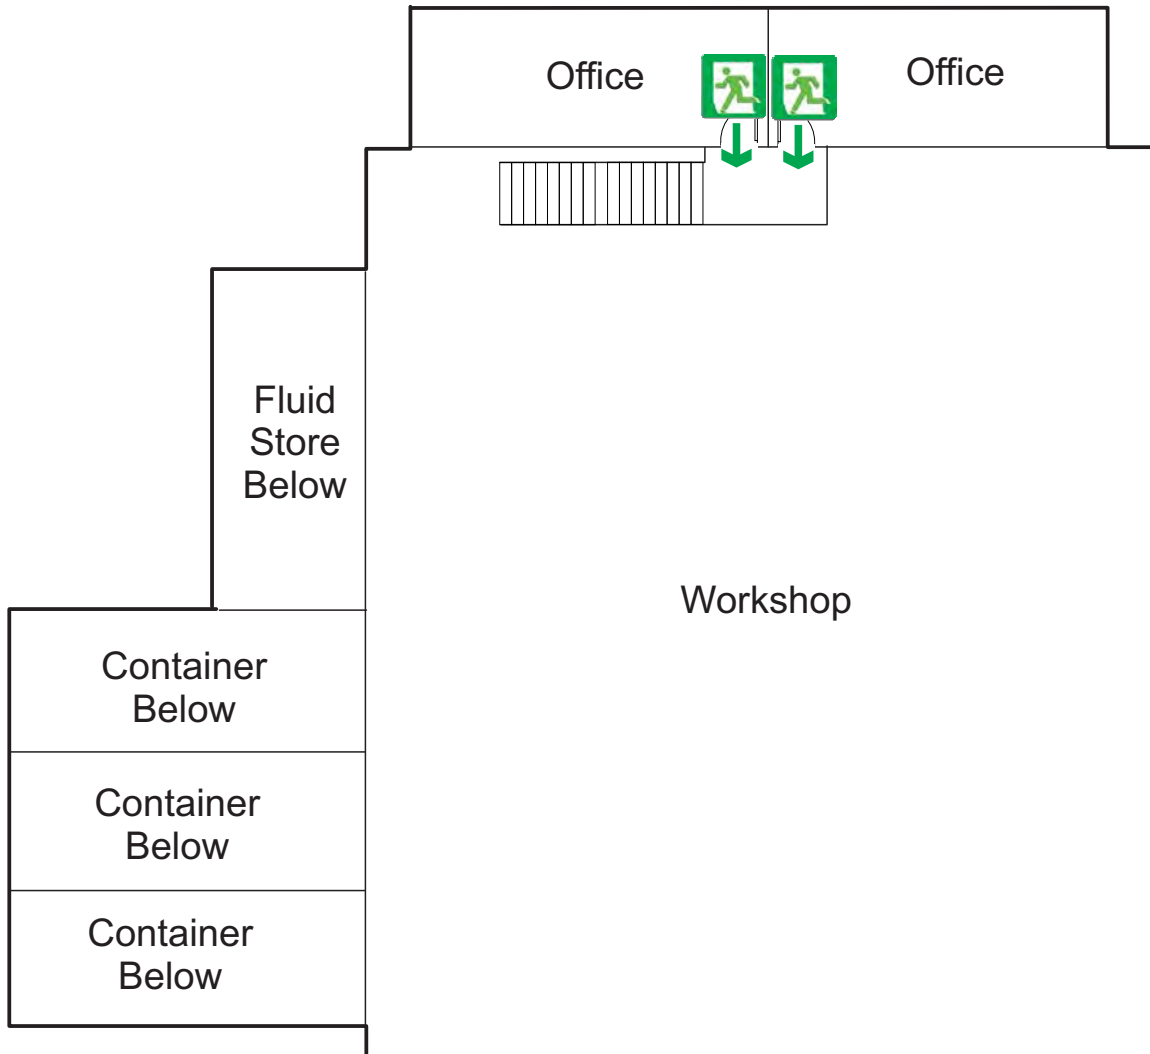 Office
Office
Fluid
Store
Below
Workshop
Container
Below
Container
Below
Container
Below